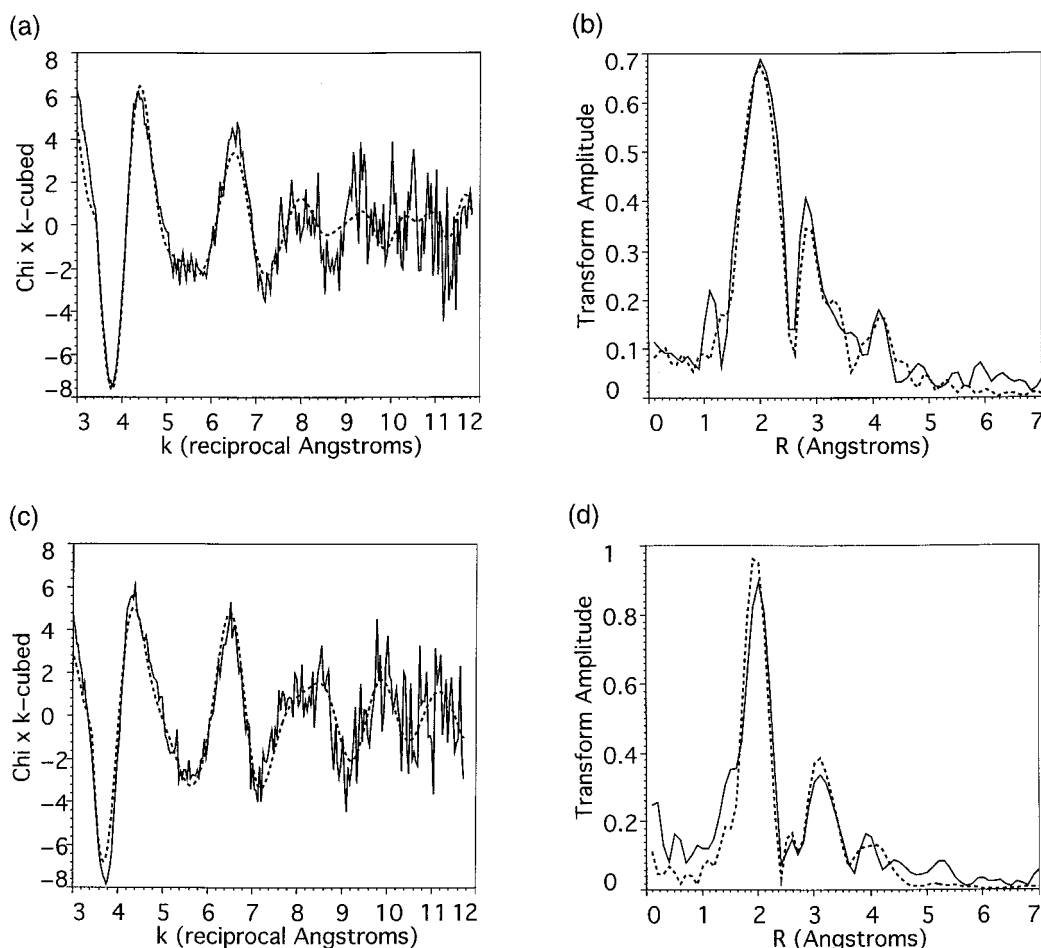 (a)
8
6
4
2
0
−2
−4
−6
−8
Chi x k-cubed
3 4 5 6 7 8 9 10 11 12
k (reciprocal Angstroms)
(b)
0.7
0.6
0.5
0.4
0.3
0.2
0.1
0
Transform Amplitude
0 1 2 3 4 5 6 7
R (Angstroms)
(c)
8
6
4
2
0
−2
−4
−6
−8
Chi x k-cubed
3 4 5 6 7 8 9 10 11 12
k (reciprocal Angstroms)
(d)
1
0.8
0.6
0.4
0.2
0
Transform Amplitude
0 1 2 3 4 5 6 7
R (Angstroms)